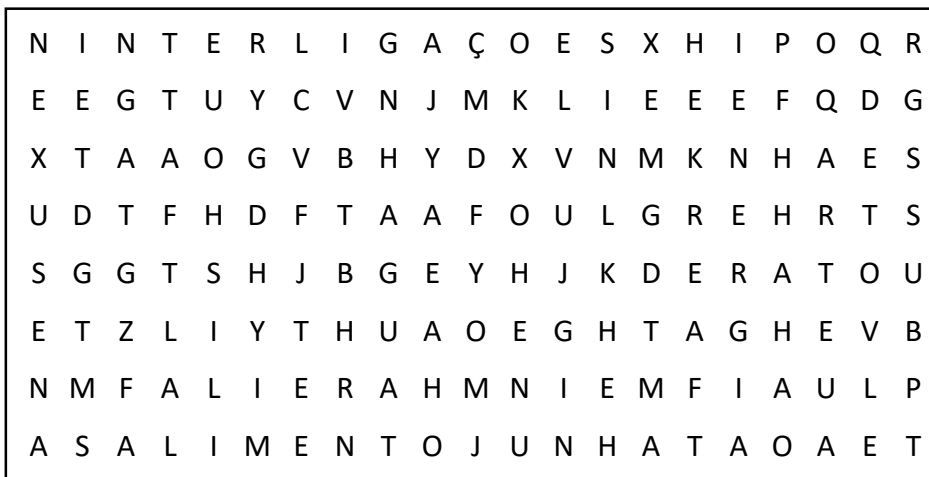 N I N T E R L I G A Ç O E S X H I P O Q R
E E G T U Y C V N J M K L I E E E F Q D G
X T A A O G V B H Y D X V N M K N H A E S
U D T F H D F T A A F O U L G R E H R T S
S G G T S H J B G E Y H J K D E R A T O U
E T Z L I Y T H U A O E G H T A G H E V B
N M F A L I E R A H M N I E M F I A U L P
A S A L I M E N T O J U N H A T A O A E T